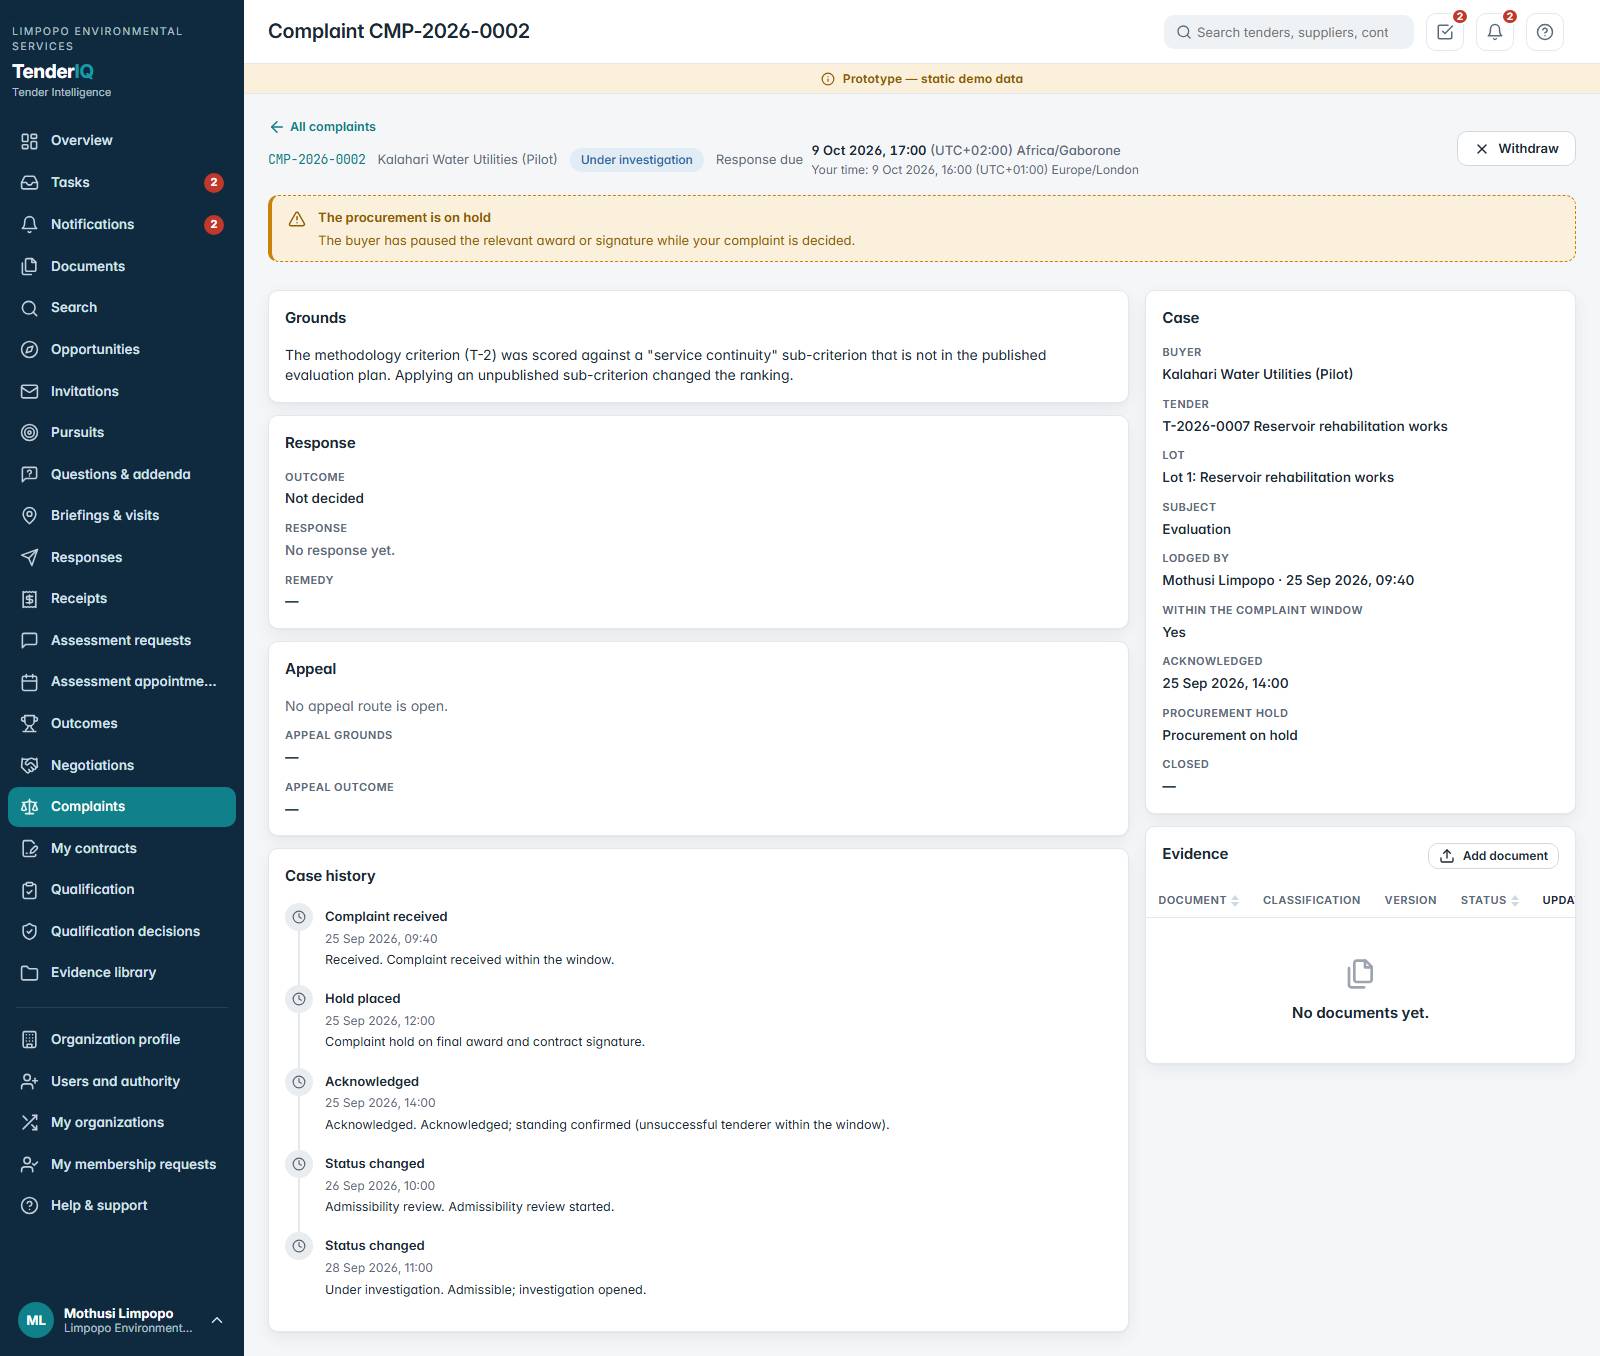 LIMPOPO ENVIRONMENTAL
SERVICES
TenderIQ
Tender Intelligence
Overview
Tasks 2
Notifications 2
Documents
Search
Opportunities
Invitations
Pursuits
Questions & addenda
Briefings & visits
Responses
Receipts
Assessment requests
Assessment appointme...
Outcomes
Negotiations
Complaints
My contracts
Qualification
Qualification decisions
Evidence library
Organization profile
Users and authority
My organizations
My membership requests
Help & support
ML
Mothusi Limpopo
Limpopo Environment...
Complaint CMP-2026-0002
Search tenders, suppliers, cont
2
2
Prototype — static demo data
All complaints
CMP-2026-0002 Kalahari Water Utilities (Pilot) Under investigation Response due 9 Oct 2026, 17:00 (UTC+02:00) Africa/Gaborone
Your time: 9 Oct 2026, 16:00 (UTC+01:00) Europe/London
Withdraw
The procurement is on hold
The buyer has paused the relevant award or signature while your complaint is decided.
Grounds
The methodology criterion (T-2) was scored against a "service continuity" sub-criterion that is not in the published
evaluation plan. Applying an unpublished sub-criterion changed the ranking.
Response
OUTCOME
Not decided
RESPONSE
No response yet.
REMEDY
—
Appeal
No appeal route is open.
APPEAL GROUNDS
—
APPEAL OUTCOME
—
Case history
Complaint received
25 Sep 2026, 09:40
Received. Complaint received within the window.
Hold placed
25 Sep 2026, 12:00
Complaint hold on final award and contract signature.
Acknowledged
25 Sep 2026, 14:00
Acknowledged. Acknowledged; standing confirmed (unsuccessful tenderer within the window).
Status changed
26 Sep 2026, 10:00
Admissibility review. Admissibility review started.
Status changed
28 Sep 2026, 11:00
Under investigation. Admissible; investigation opened.
Case
BUYER
Kalahari Water Utilities (Pilot)
TENDER
T-2026-0007 Reservoir rehabilitation works
LOT
Lot 1: Reservoir rehabilitation works
SUBJECT
Evaluation
LODGED BY
Mothusi Limpopo · 25 Sep 2026, 09:40
WITHIN THE COMPLAINT WINDOW
Yes
ACKNOWLEDGED
25 Sep 2026, 14:00
PROCUREMENT HOLD
Procurement on hold
CLOSED
—
Evidence
Add document
DOCUMENT CLASSIFICATION VERSION STATUS UPDA
No documents yet.